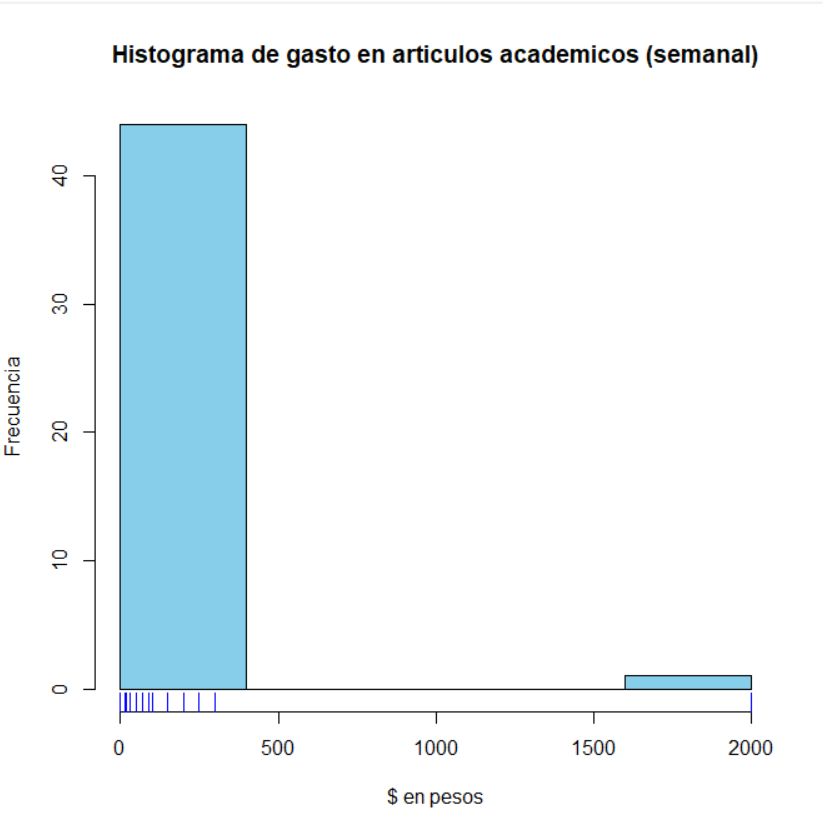 Histograma de gasto en articulos academicos (semanal)
Frecuencia
40
30
20
10
0
0 500 1000 1500 2000
$ en pesos